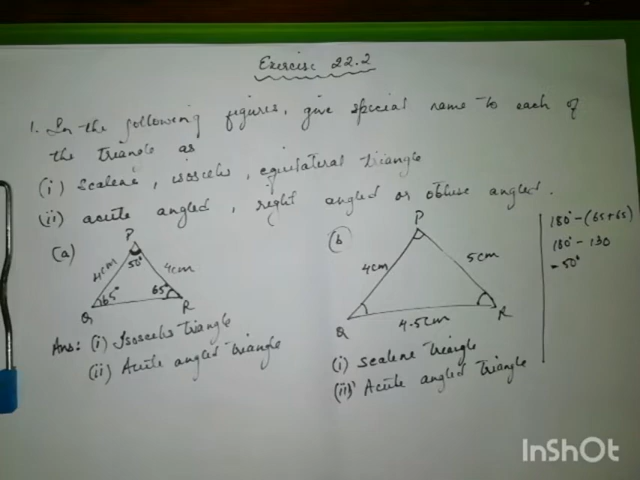 Exercise 22.2
1. In the following figures, give special name to each of
the triangle as
(i) Scalene, isosceles, equilateral triangle
(ii) acute angled, right angled or obtuse angled.
(a)
P
4cm
50°
4cm
65°
65°
Q
R
Ans: (i) Isosceles triangle
(ii) Acute angled triangle
(b)
P
4cm
5cm
Q
4.5cm
R
(i) Scalene triangle
(ii) Acute angled triangle
180° - (65+65)
180° - 130
= 50°
InShOt